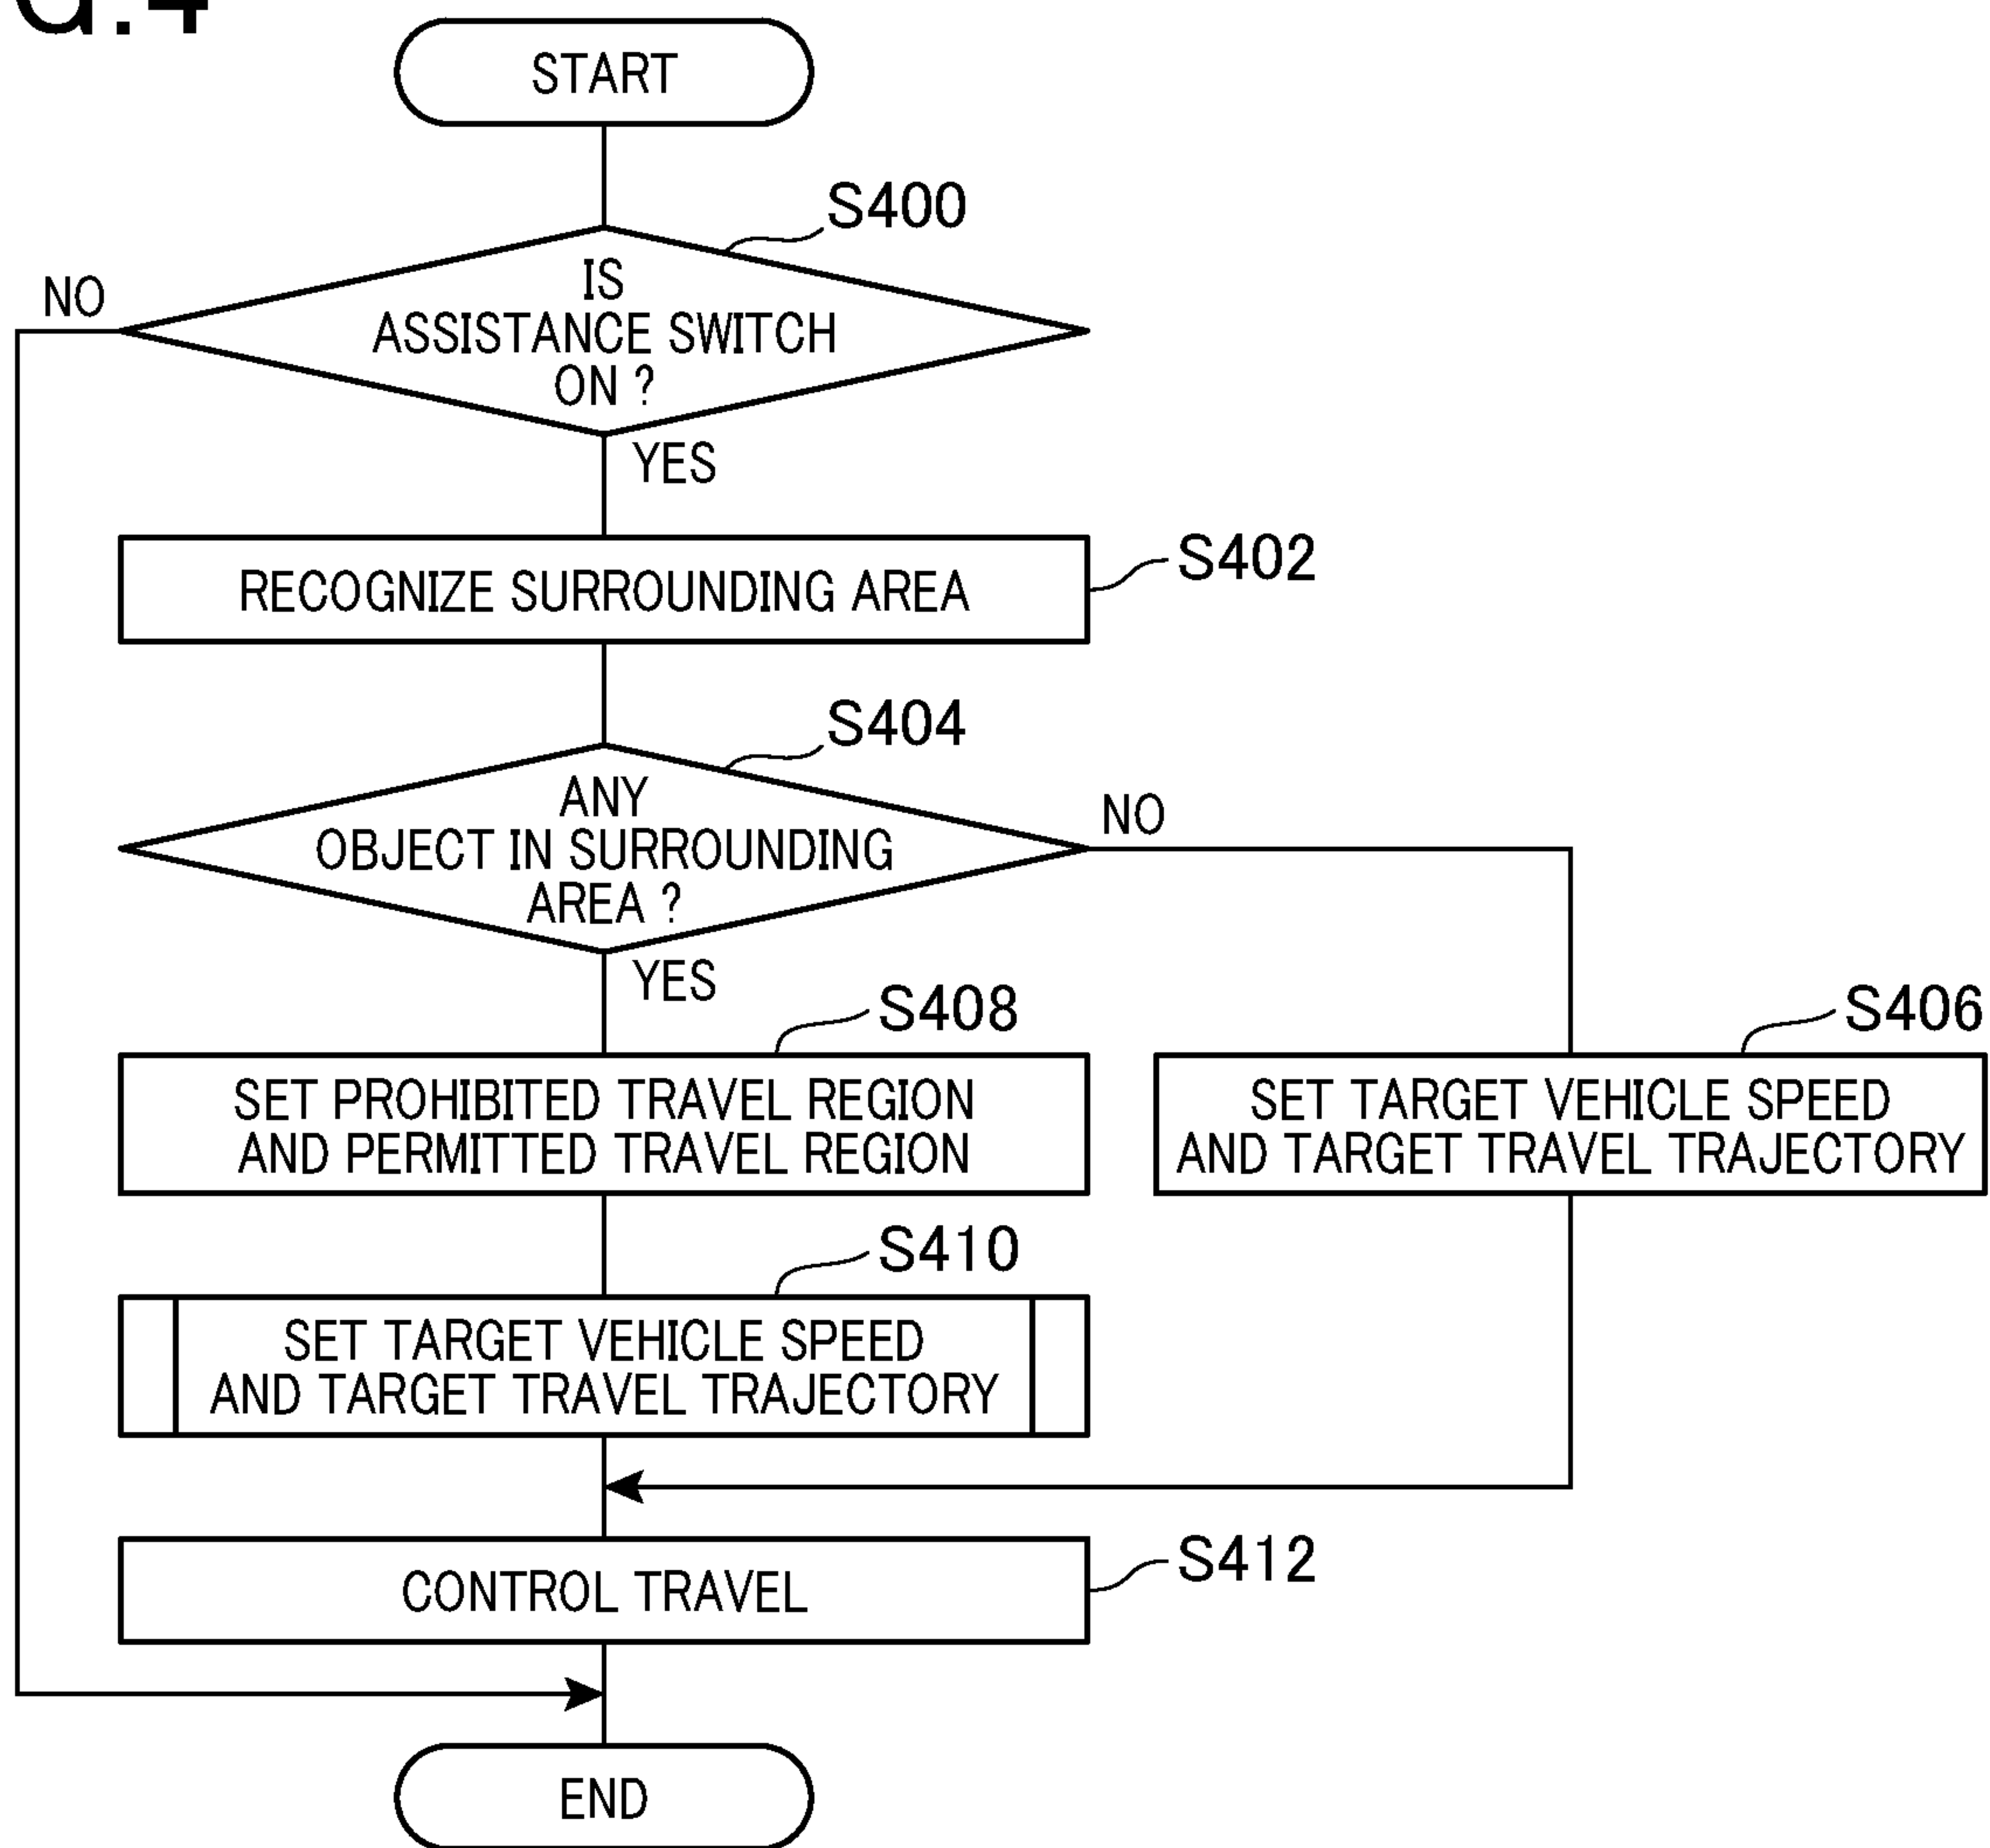 g.4
START
S400
NO
IS
ASSISTANCE SWITCH
ON ?
YES
RECOGNIZE SURROUNDING AREA
S402
S404
ANY
OBJECT IN SURROUNDING
AREA ?
NO
YES
S408
S406
SET PROHIBITED TRAVEL REGION
AND PERMITTED TRAVEL REGION
SET TARGET VEHICLE SPEED
AND TARGET TRAVEL TRAJECTORY
S410
SET TARGET VEHICLE SPEED
AND TARGET TRAVEL TRAJECTORY
CONTROL TRAVEL
S412
END